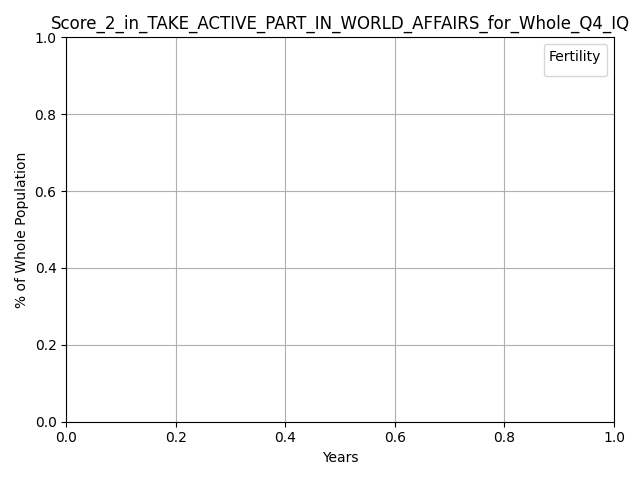 Score_2_in_TAKE_ACTIVE_PART_IN_WORLD_AFFAIRS_for_Whole_Q4_IQ
Fertility
% of Whole Population
1.0
0.8
0.6
0.4
0.2
0.0
0.0 0.2 0.4 0.6 0.8 1.0
Years